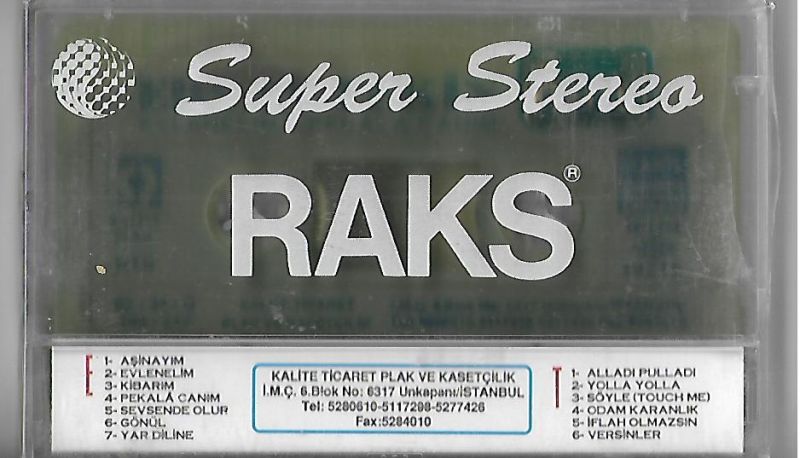 Super Stereo
RAKS®
E
1- AŞİNAYIM
2- EVLENELİM
3- KİBARIM
4- PEKALÂ CANIM
5- SEVSENDE OLUR
6- GÖNÜL
7- YAR DİLİNE
KALİTE TİCARET PLAK VE KASETÇİLİK
İ.M.Ç. 6.Blok No: 6317 Unkapanı/İSTANBUL
Tel: 5280610-5117298-5277426
Fax:5284010
T
1- ALLADI PULLADI
2- YOLLA YOLLA
3- SÖYLE (TOUCH ME)
4- ODAM KARANLIK
5- İFLAH OLMAZSIN
6- VERSİNLER